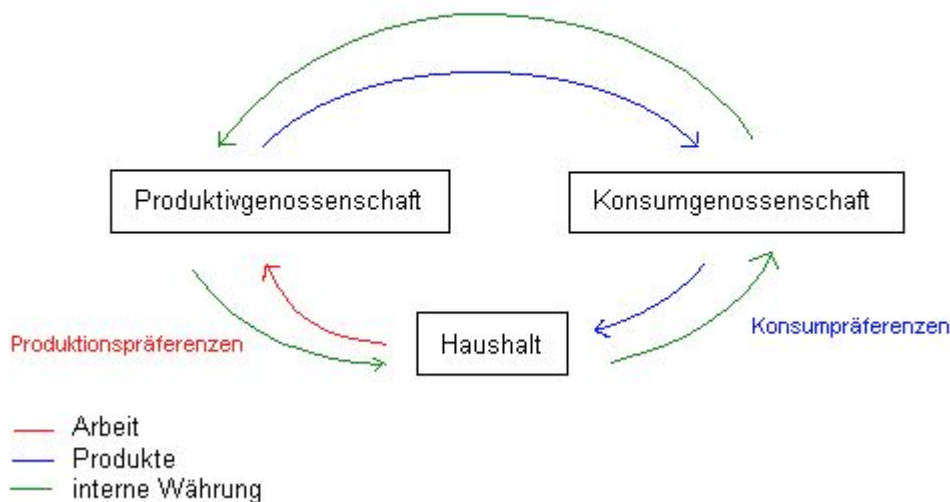 Produktivgenossenschaft
Konsumgenossenschaft
Produktionspräferenzen
Haushalt
Konsumpräferenzen
Arbeit
Produkte
interne Währung